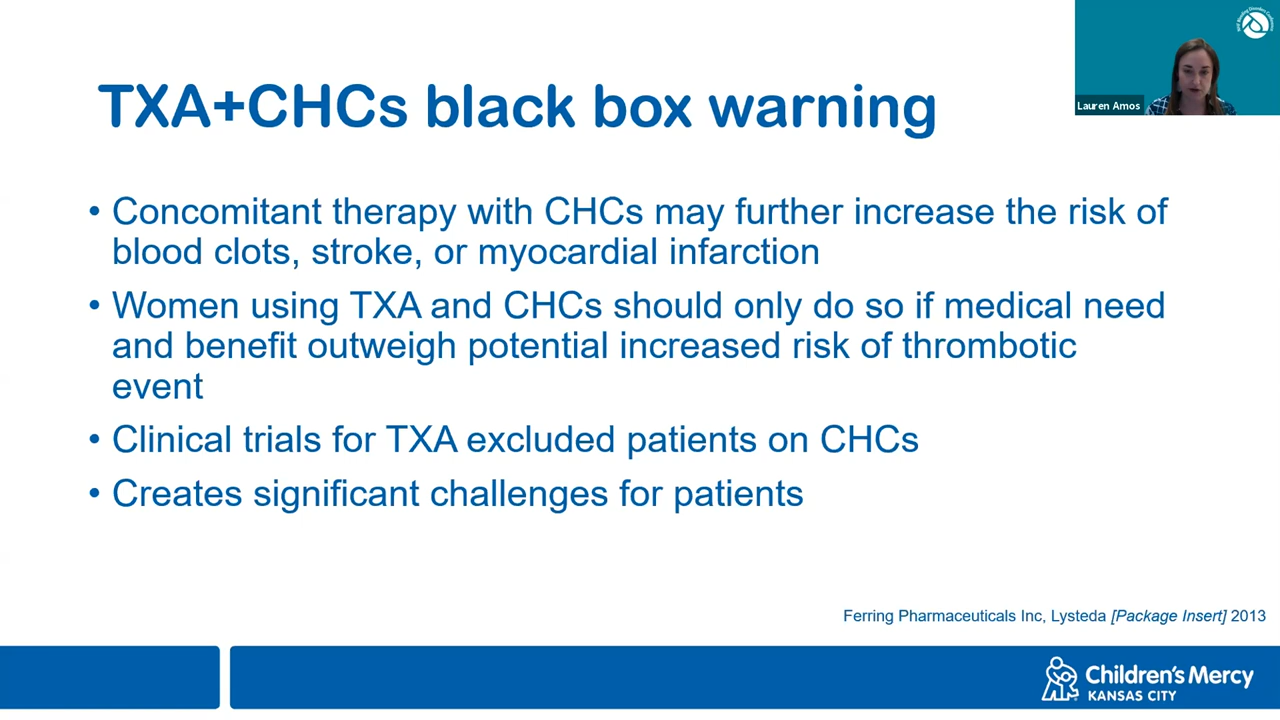 TXA+CHCs black box warning
Lauren Amos
• Concomitant therapy with CHCs may further increase the risk of
blood clots, stroke, or myocardial infarction
• Women using TXA and CHCs should only do so if medical need
and benefit outweigh potential increased risk of thrombotic
event
• Clinical trials for TXA excluded patients on CHCs
• Creates significant challenges for patients
Ferring Pharmaceuticals Inc, Lysteda [Package Insert] 2013
Children's Mercy
KANSAS CITY